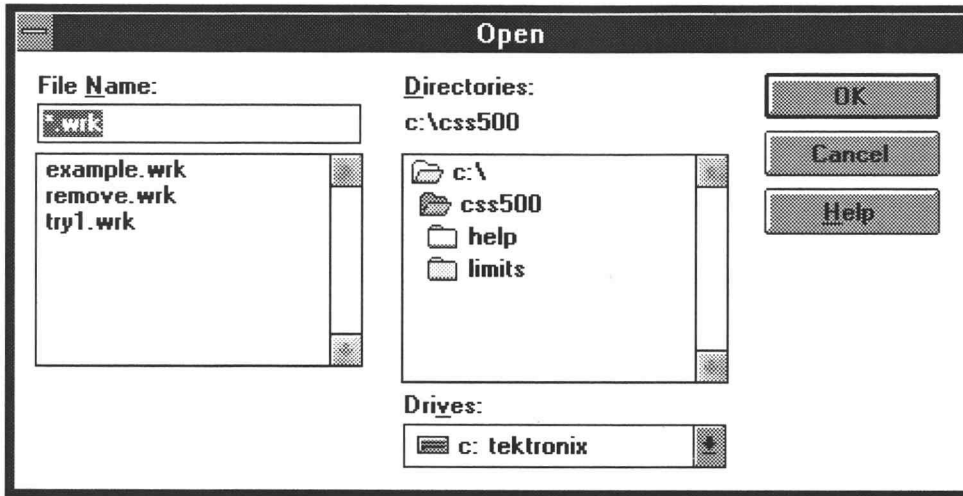 Open
File Name:
*.wrk
example.wrk
remove.wrk
try1.wrk
Directories:
c:\css500
c:\
css500
help
limits
Drives:
c: tektronix
OK
Cancel
Help